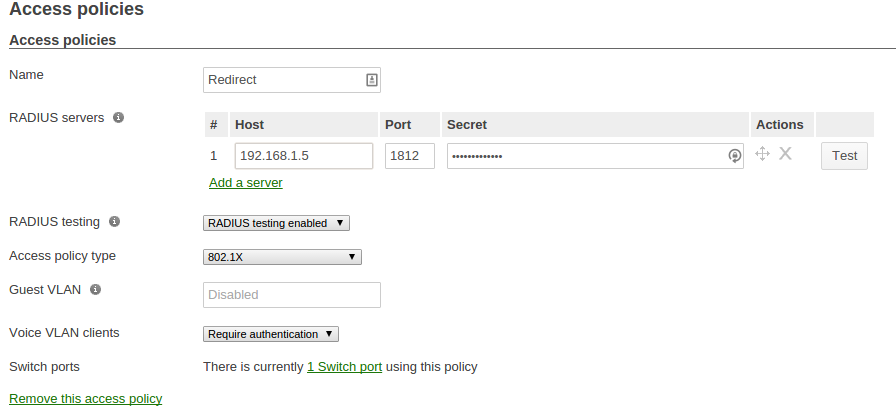 Access policies
Access policies
Name Redirect
RADIUS servers # Host Port Secret Actions
1 192.168.1.5 1812 ••••••••••••• Test
Add a server
RADIUS testing RADIUS testing enabled
Access policy type 802.1X
Guest VLAN Disabled
Voice VLAN clients Require authentication
Switch ports There is currently 1 Switch port using this policy
Remove this access policy